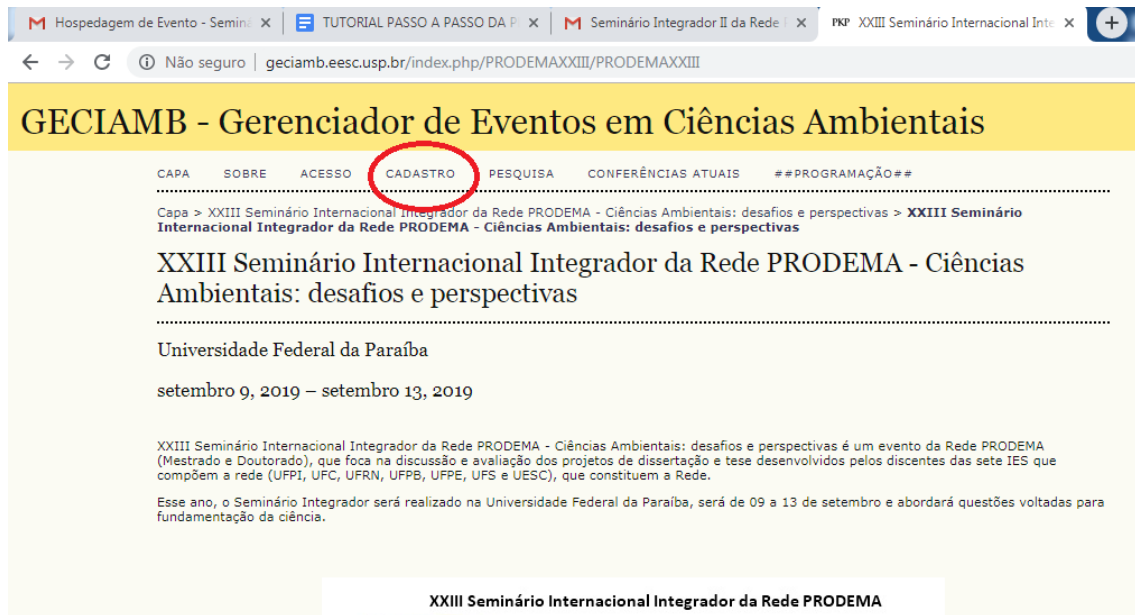 Hospedagem de Evento - Semin
TUTORIAL PASSO A PASSO DA P
Seminário Integrador II da Rede
PKP XXIII Seminário Internacional Inte
Não seguro | geciamb.eesc.usp.br/index.php/PRODEMAXXIII/PRODEMAXXIII
GECIAMB - Gerenciador de Eventos em Ciências Ambientais
CAPA SOBRE ACESSO CADASTRO PESQUISA CONFERÊNCIAS ATUAIS ##PROGRAMAÇÃO##
Capa > XXIII Seminário Internacional Integrador da Rede PRODEMA - Ciências Ambientais: desafios e perspectivas > XXIII Seminário
Internacional Integrador da Rede PRODEMA - Ciências Ambientais: desafios e perspectivas
XXIII Seminário Internacional Integrador da Rede PRODEMA - Ciências
Ambientais: desafios e perspectivas
Universidade Federal da Paraíba
setembro 9, 2019 – setembro 13, 2019
XXIII Seminário Internacional Integrador da Rede PRODEMA - Ciências Ambientais: desafios e perspectivas é um evento da Rede PRODEMA
(Mestrado e Doutorado), que foca na discussão e avaliação dos projetos de dissertação e tese desenvolvidos pelos discentes das sete IES que
compõem a rede (UFPI, UFC, UFRN, UFPB, UFPE, UFS e UESC), que constituem a Rede.
Esse ano, o Seminário Integrador será realizado na Universidade Federal da Paraíba, será de 09 a 13 de setembro e abordará questões voltadas para
fundamentação da ciência.
XXIII Seminário Internacional Integrador da Rede PRODEMA